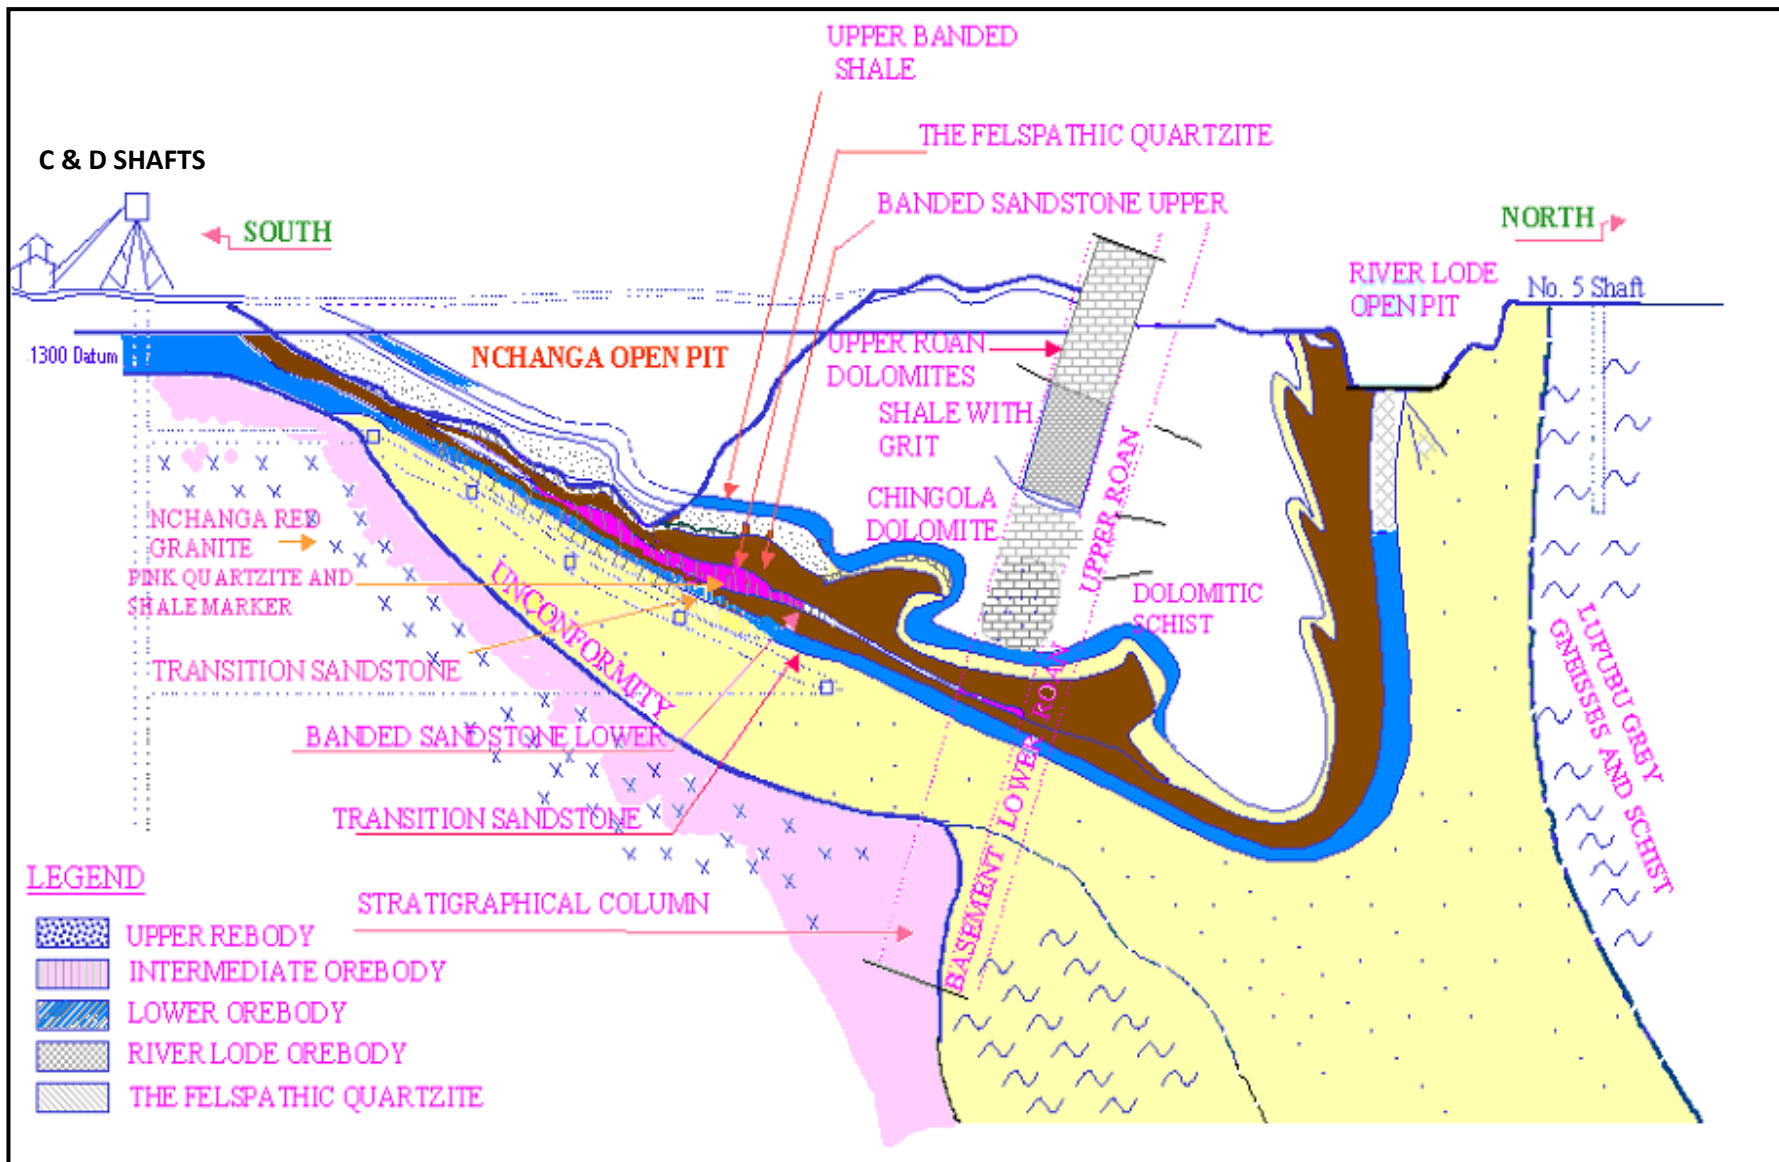 UPPER BANDED
SHALE
THE FELSPATHIC QUARTZITE
C & D SHAFTS
BANDED SANDSTONE UPPER
SOUTH
NORTH
RIVER LODE
OPEN PIT
No. 5 Shaft
1300 Datum
NCHANGA OPEN PIT
UPPER ROAN
DOLOMITES
SHALE WITH
GRIT
UPPER ROAN
CHINGOLA
DOLOMITE
NCHANGA RED
GRANITE
PINK QUARTZITE AND
SHALE MARKER
UNCONFORMITY
DOLOMITIC
SCHIST
LUFUBU GREY
GNEISSES AND SCHIST
TRANSITION SANDSTONE
BANDED SANDSTONE LOWER
LOWER ROAN
TRANSITION SANDSTONE
BASEMENT
STRATIGRAPHICAL COLUMN
LEGEND
UPPER REBODY
INTERMEDIATE OREBODY
LOWER OREBODY
RIVER LODE OREBODY
THE FELSPATHIC QUARTZITE